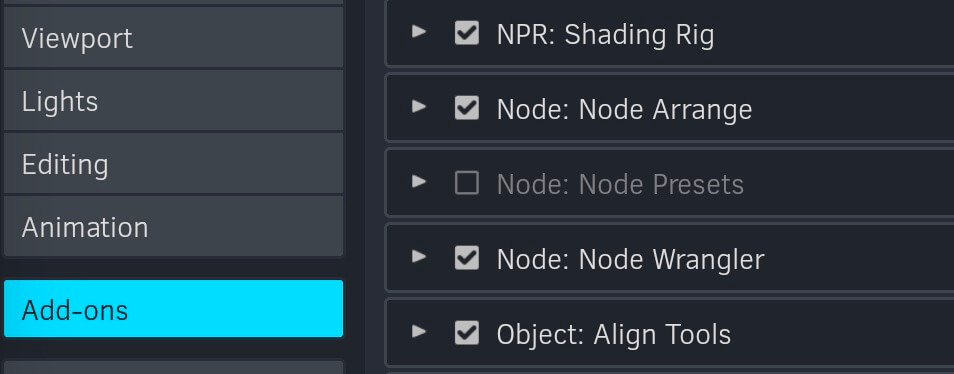 Viewport
Lights
Editing
Animation
Add-ons
NPR: Shading Rig
Node: Node Arrange
Node: Node Presets
Node: Node Wrangler
Object: Align Tools